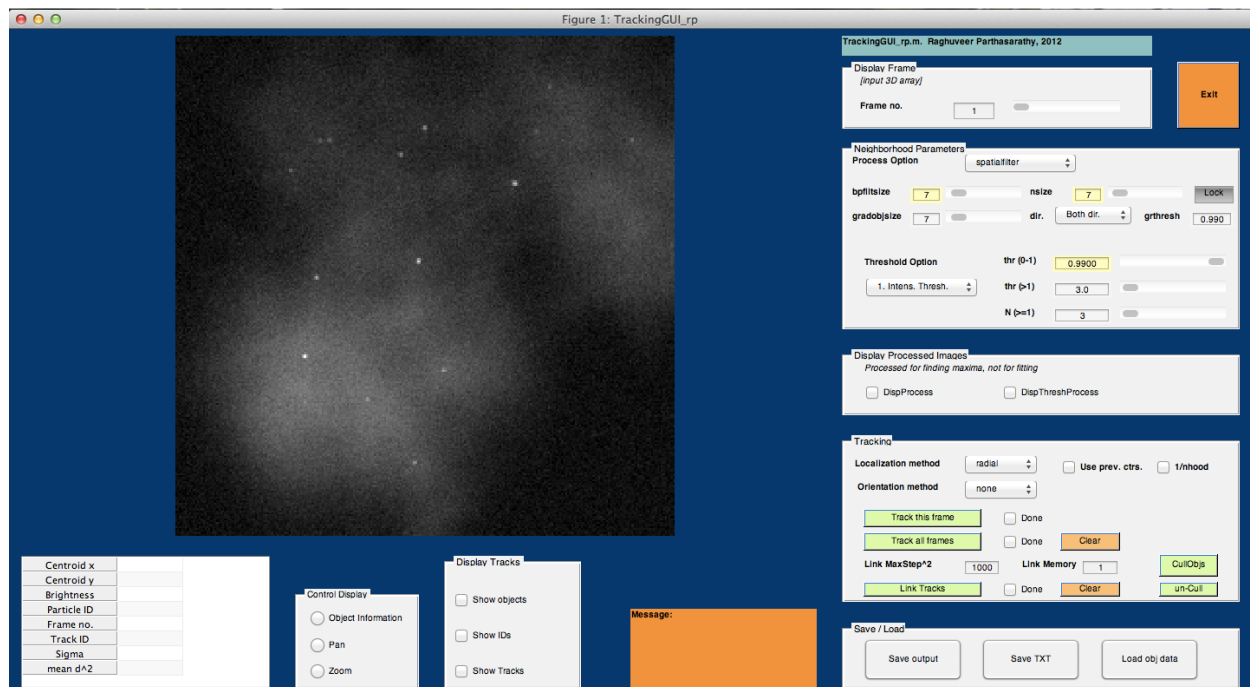 Figure 1: TrackingGUI_rp
TrackingGUI_rp.m. Raghuveer Parthasarathy, 2012
Display Frame
[input 3D array]
Frame no. 1
Exit
Neighborhood Parameters
Process Option spatialfilter
bpfiltsize 7 nsize 7 Lock
gradobjsize 7 dir. Both dir. grthresh 0.990
Threshold Option thr (0-1) 0.9900
1. Intens. Thresh. thr (>1) 3.0
N (>=1) 3
Display Processed Images
Processed for finding maxima, not for fitting
DispProcess DispThreshProcess
Tracking
Localization method radial Use prev. ctrs. 1/nhood
Orientation method none
Track this frame Done
Track all frames Done Clear
Link MaxStep^2 1000 Link Memory 1 CullObjs
Link Tracks Done Clear un-Cull
Save / Load
Save output Save TXT Load obj data
Centroid x
Centroid y
Brightness
Particle ID
Frame no.
Track ID
Sigma
mean d^2
Control Display
Object Information
Pan
Zoom
Display Tracks
Show objects
Show IDs
Show Tracks
Message: